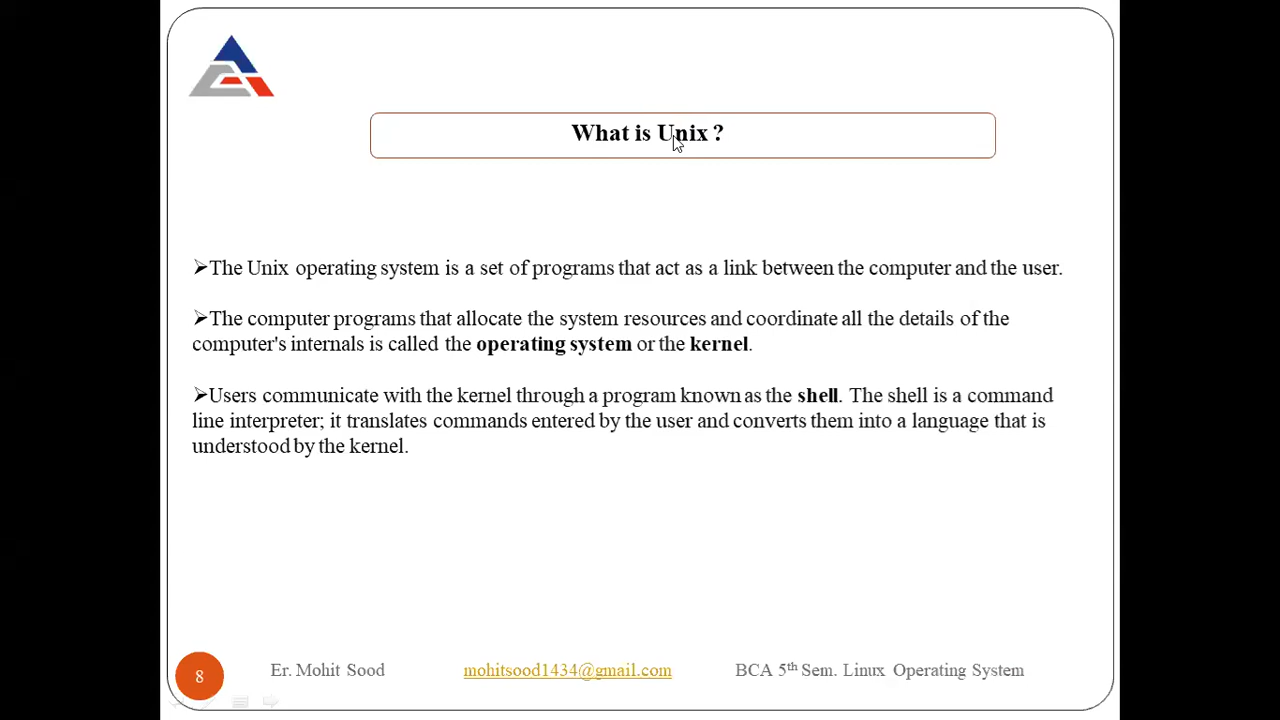 What is Unix ?
➢The Unix operating system is a set of programs that act as a link between the computer and the user.
➢The computer programs that allocate the system resources and coordinate all the details of the
computer's internals is called the operating system or the kernel.
➢Users communicate with the kernel through a program known as the shell. The shell is a command
line interpreter; it translates commands entered by the user and converts them into a language that is
understood by the kernel.
8 Er. Mohit Sood mohitsood1434@gmail.com BCA 5th Sem. Linux Operating System